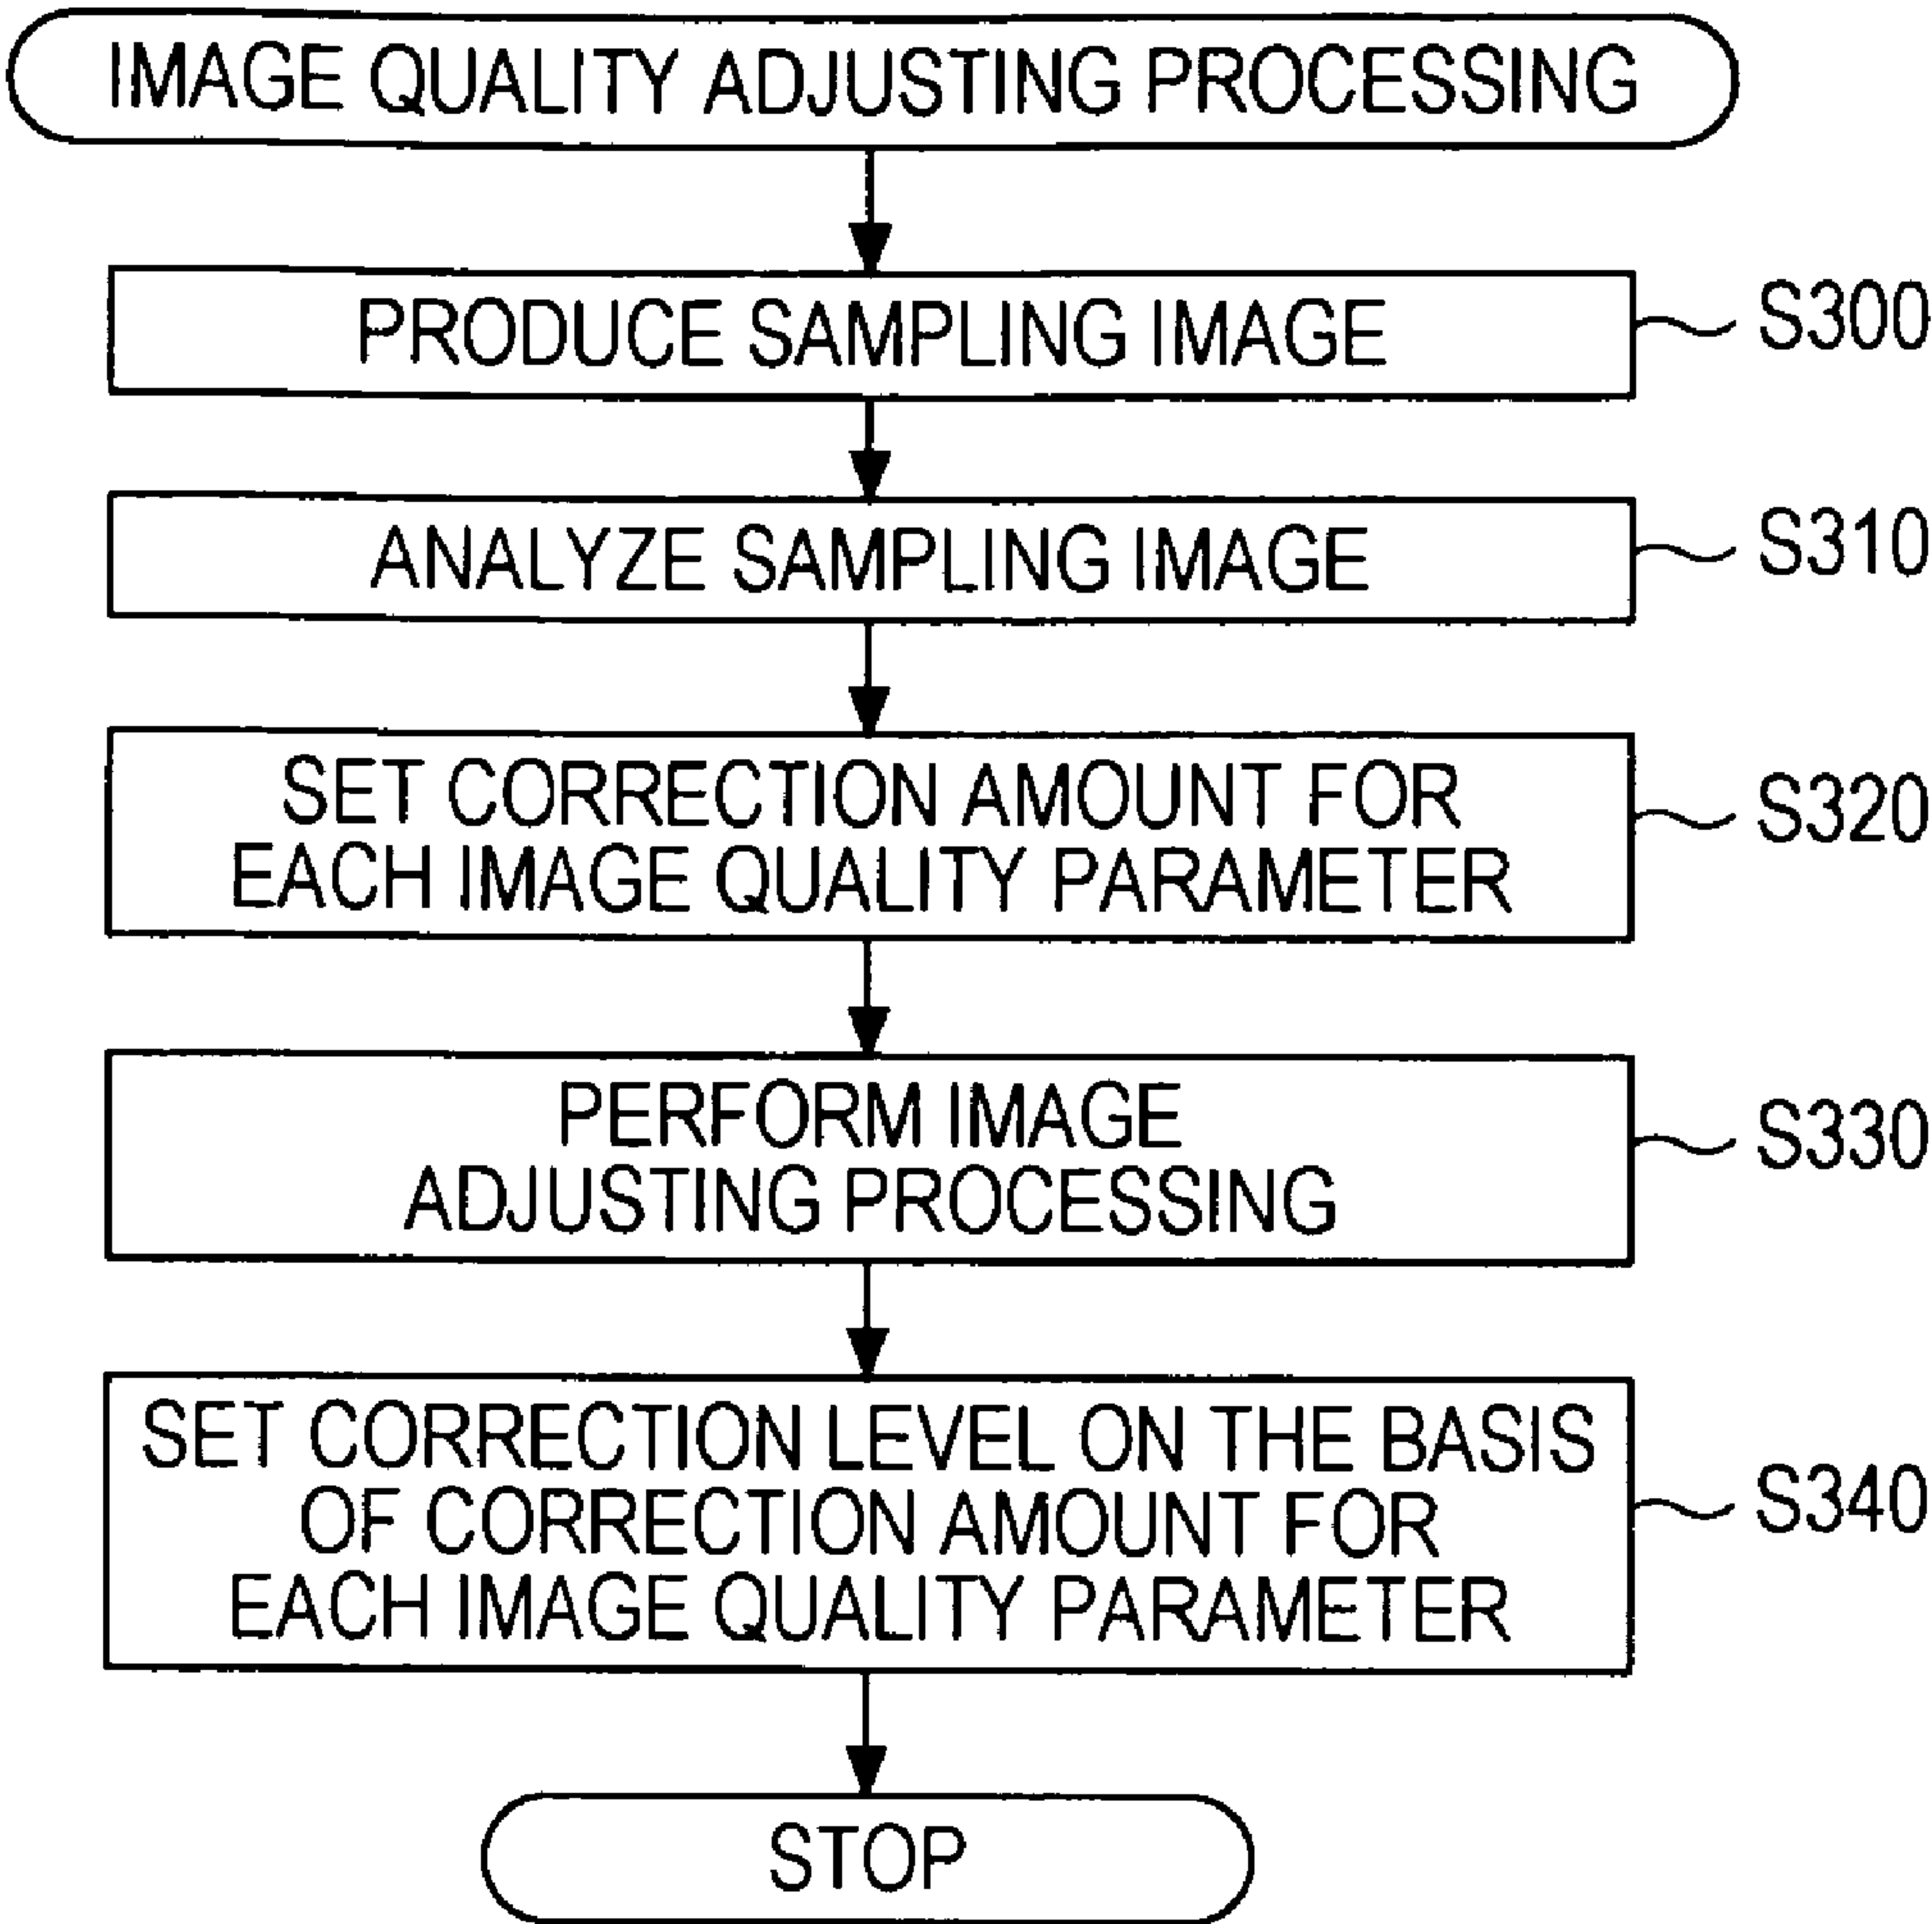 IMAGE QUALITY ADJUSTING PROCESSING
PRODUCE SAMPLING IMAGE
S300
ANALYZE SAMPLING IMAGE
S310
SET CORRECTION AMOUNT FOR
EACH IMAGE QUALITY PARAMETER
S320
PERFORM IMAGE
ADJUSTING PROCESSING
S330
SET CORRECTION LEVEL ON THE BASIS
OF CORRECTION AMOUNT FOR
EACH IMAGE QUALITY PARAMETER
S340
STOP